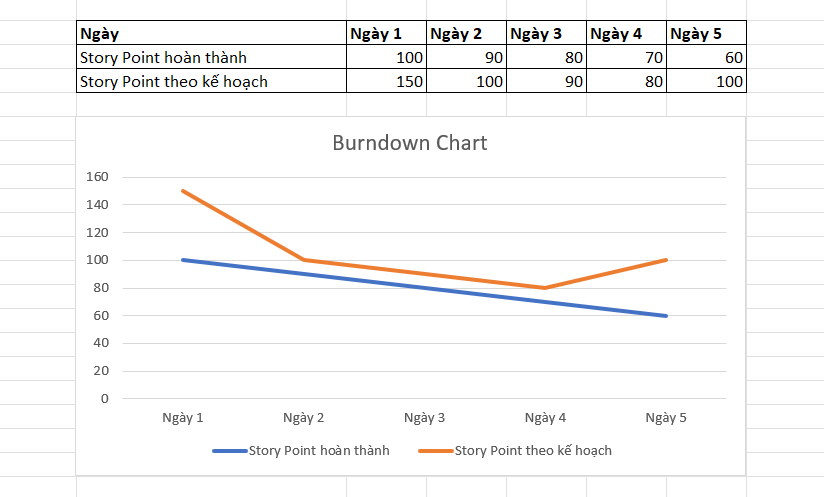 Ngày Ngày 1 Ngày 2 Ngày 3 Ngày 4 Ngày 5
Story Point hoàn thành 100 90 80 70 60
Story Point theo kế hoạch 150 100 90 80 100
Burndown Chart
160
140
120
100
80
60
40
20
0
Ngày 1 Ngày 2 Ngày 3 Ngày 4 Ngày 5
Story Point hoàn thành Story Point theo kế hoạch